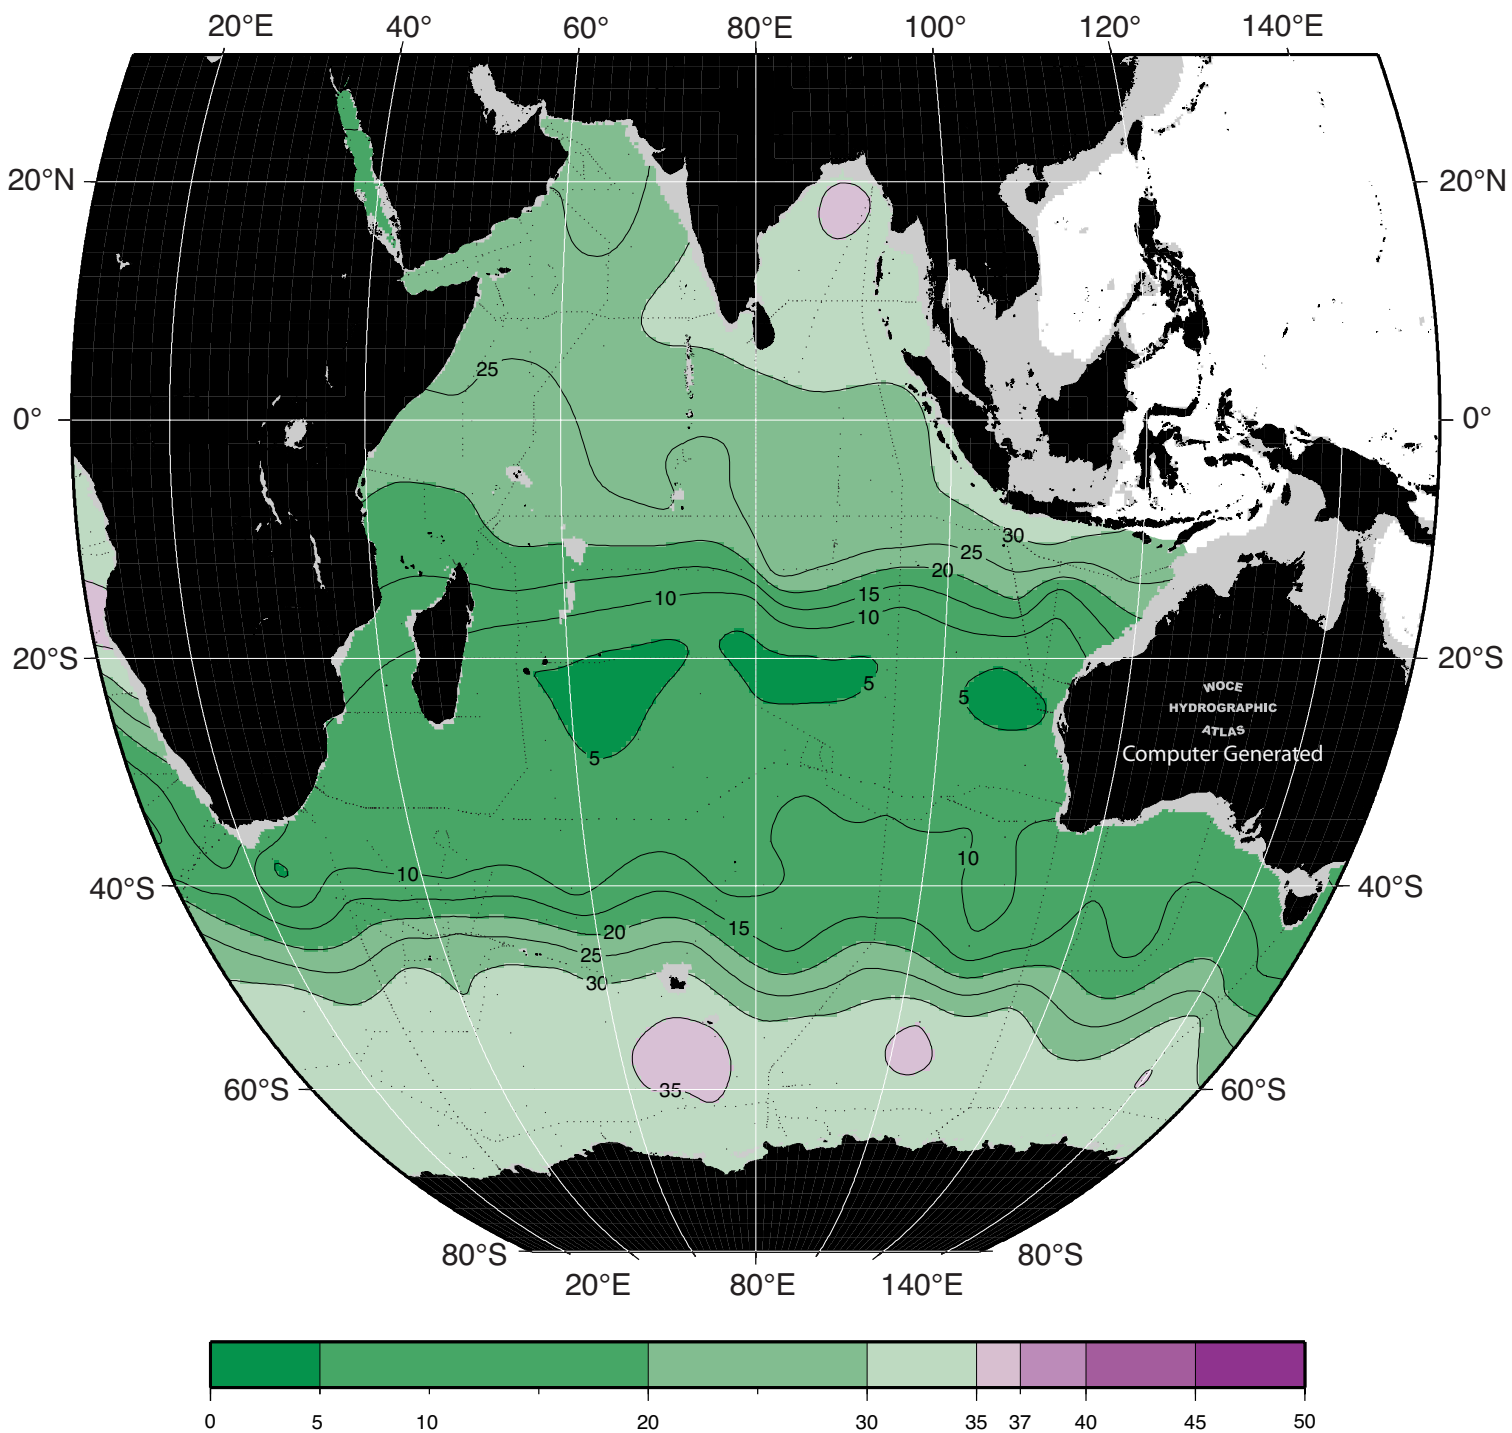 20°E 40° 60° 80°E 100° 120° 140°E
20°N 20°N
25
0° 0°
30
25
20
10 15
10
20°S 20°S
5 5
WOCE
HYDROGRAPHIC
ATLAS
Computer Generated
5
10
10
40°S 40°S
15
20
25
30
60°S 35 60°S
80°S 80°S
20°E 80°E 140°E
0 5 10 20 30 35 37 40 45 50